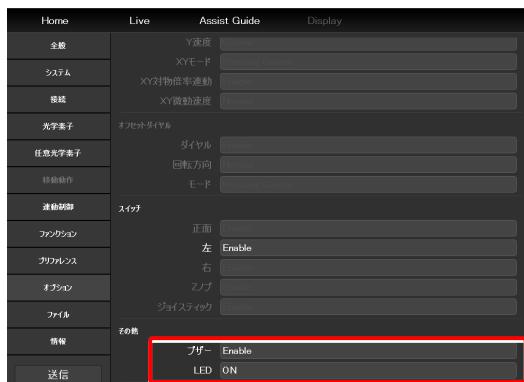 Home Live Assist Guide Display
全般
システム
接続
光学素子
任意光学素子
移動動作
連動制御
ファンクション
プリファレンス
オプション
ファイル
情報
送信
Y速度
XYモード
XY対物倍率連動
XY微動速度
オフセットダイヤル
ダイヤル
回転方向
モード
スイッチ
正面
左 Enable
右
Zノブ
ジョイスティック
その他
ブザー Enable
LED ON